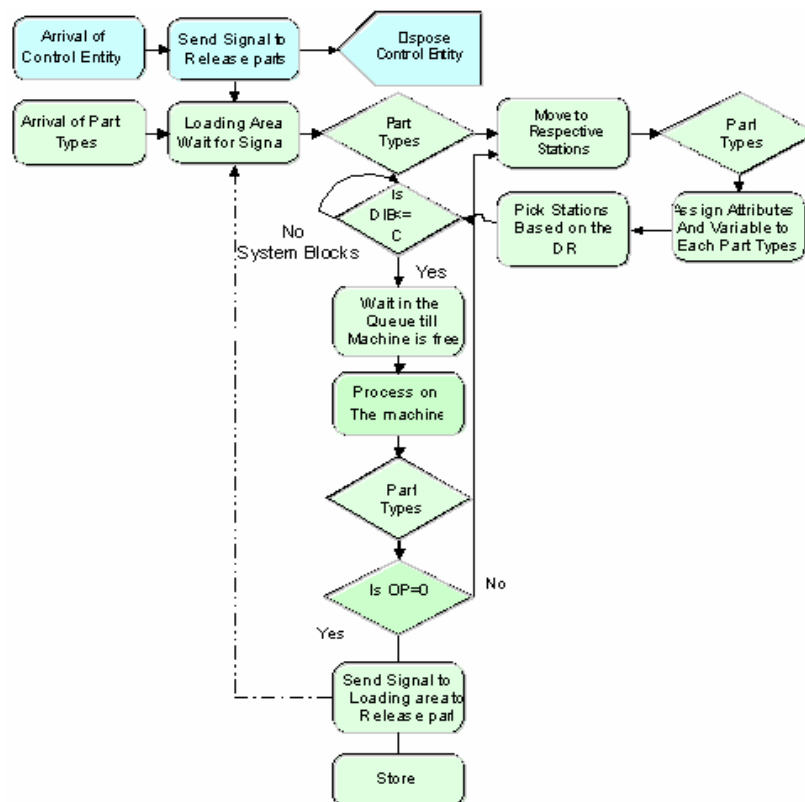 Arrival of
Control Entity
Send Signal to
Release parts
Dispose
Control Entity
Arrival of Part
Types
Loading Area
Wait for Signa
Part
Types
Move to
Respective
Stations
Part
Types
Is
DIB<=
C
No
System Blocks
Pick Stations
Based on the
DR
Assign Attributes
And Variable to
Each Part Types
Yes
Wait in the
Queue till
Machine is free
Process on
The machine
Part
Types
Is OP=0
No
Yes
Send Signal to
Loading area to
Release part
Store